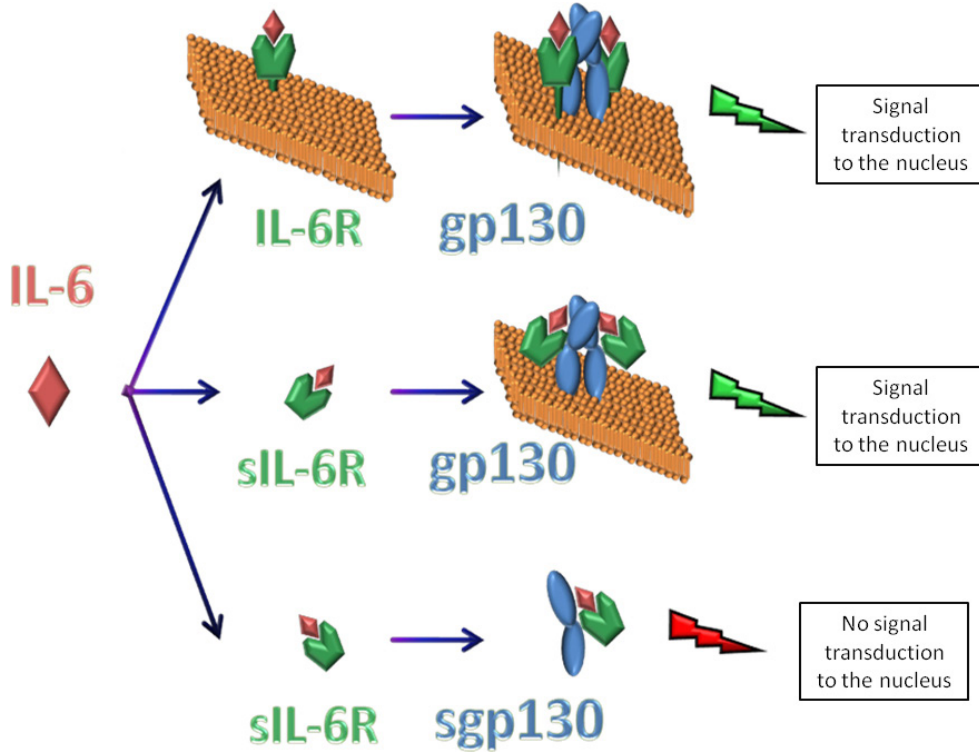 IL-6
IL-6R
gp130
Signal
transduction
to the nucleus
sIL-6R
gp130
Signal
transduction
to the nucleus
sIL-6R
sgp130
No signal
transduction
to the nucleus